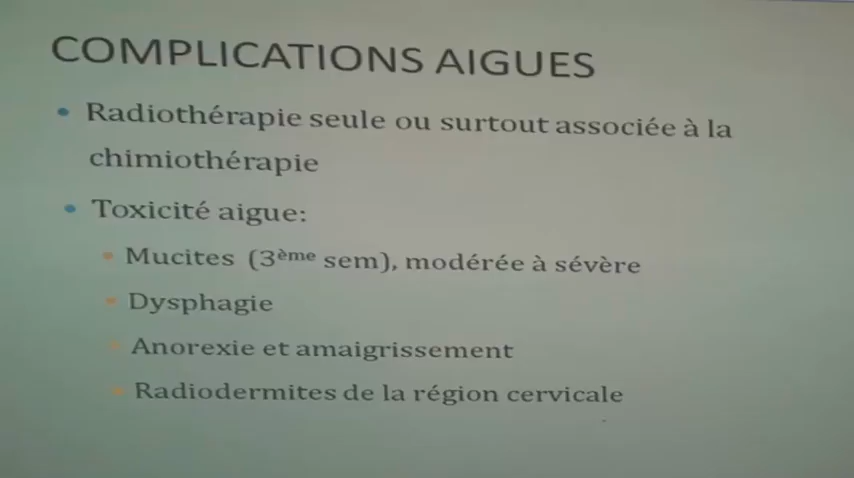 COMPLICATIONS AIGUES
• Radiothérapie seule ou surtout associée à la
chimiothérapie
• Toxicité aigue:
• Mucites (3ème sem), modérée à sévère
• Dysphagie
• Anorexie et amaigrissement
• Radiodermites de la région cervicale